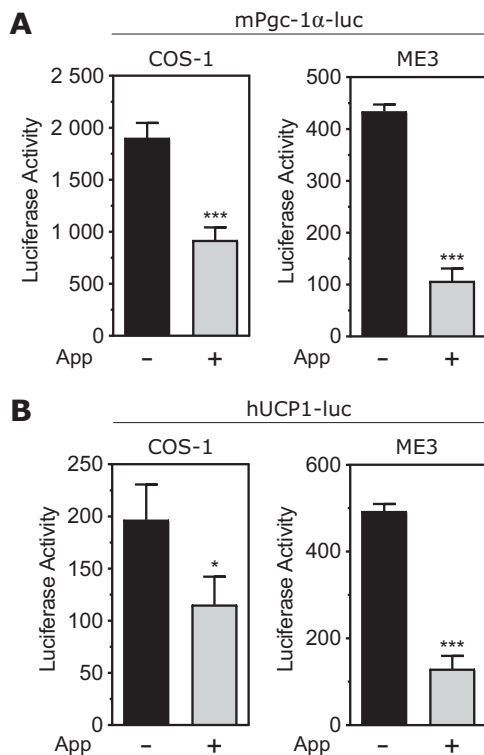 A
mPgc-1α-luc
COS-1 ME3
Luciferase Activity
2 500
2 000
1 500
1 000
500
0
***
App – +
Luciferase Activity
500
400
300
200
100
0
***
– +
B
hUCP1-luc
COS-1 ME3
Luciferase Activity
250
200
150
100
50
0
*
App – +
Luciferase Activity
600
400
200
0
***
App – +